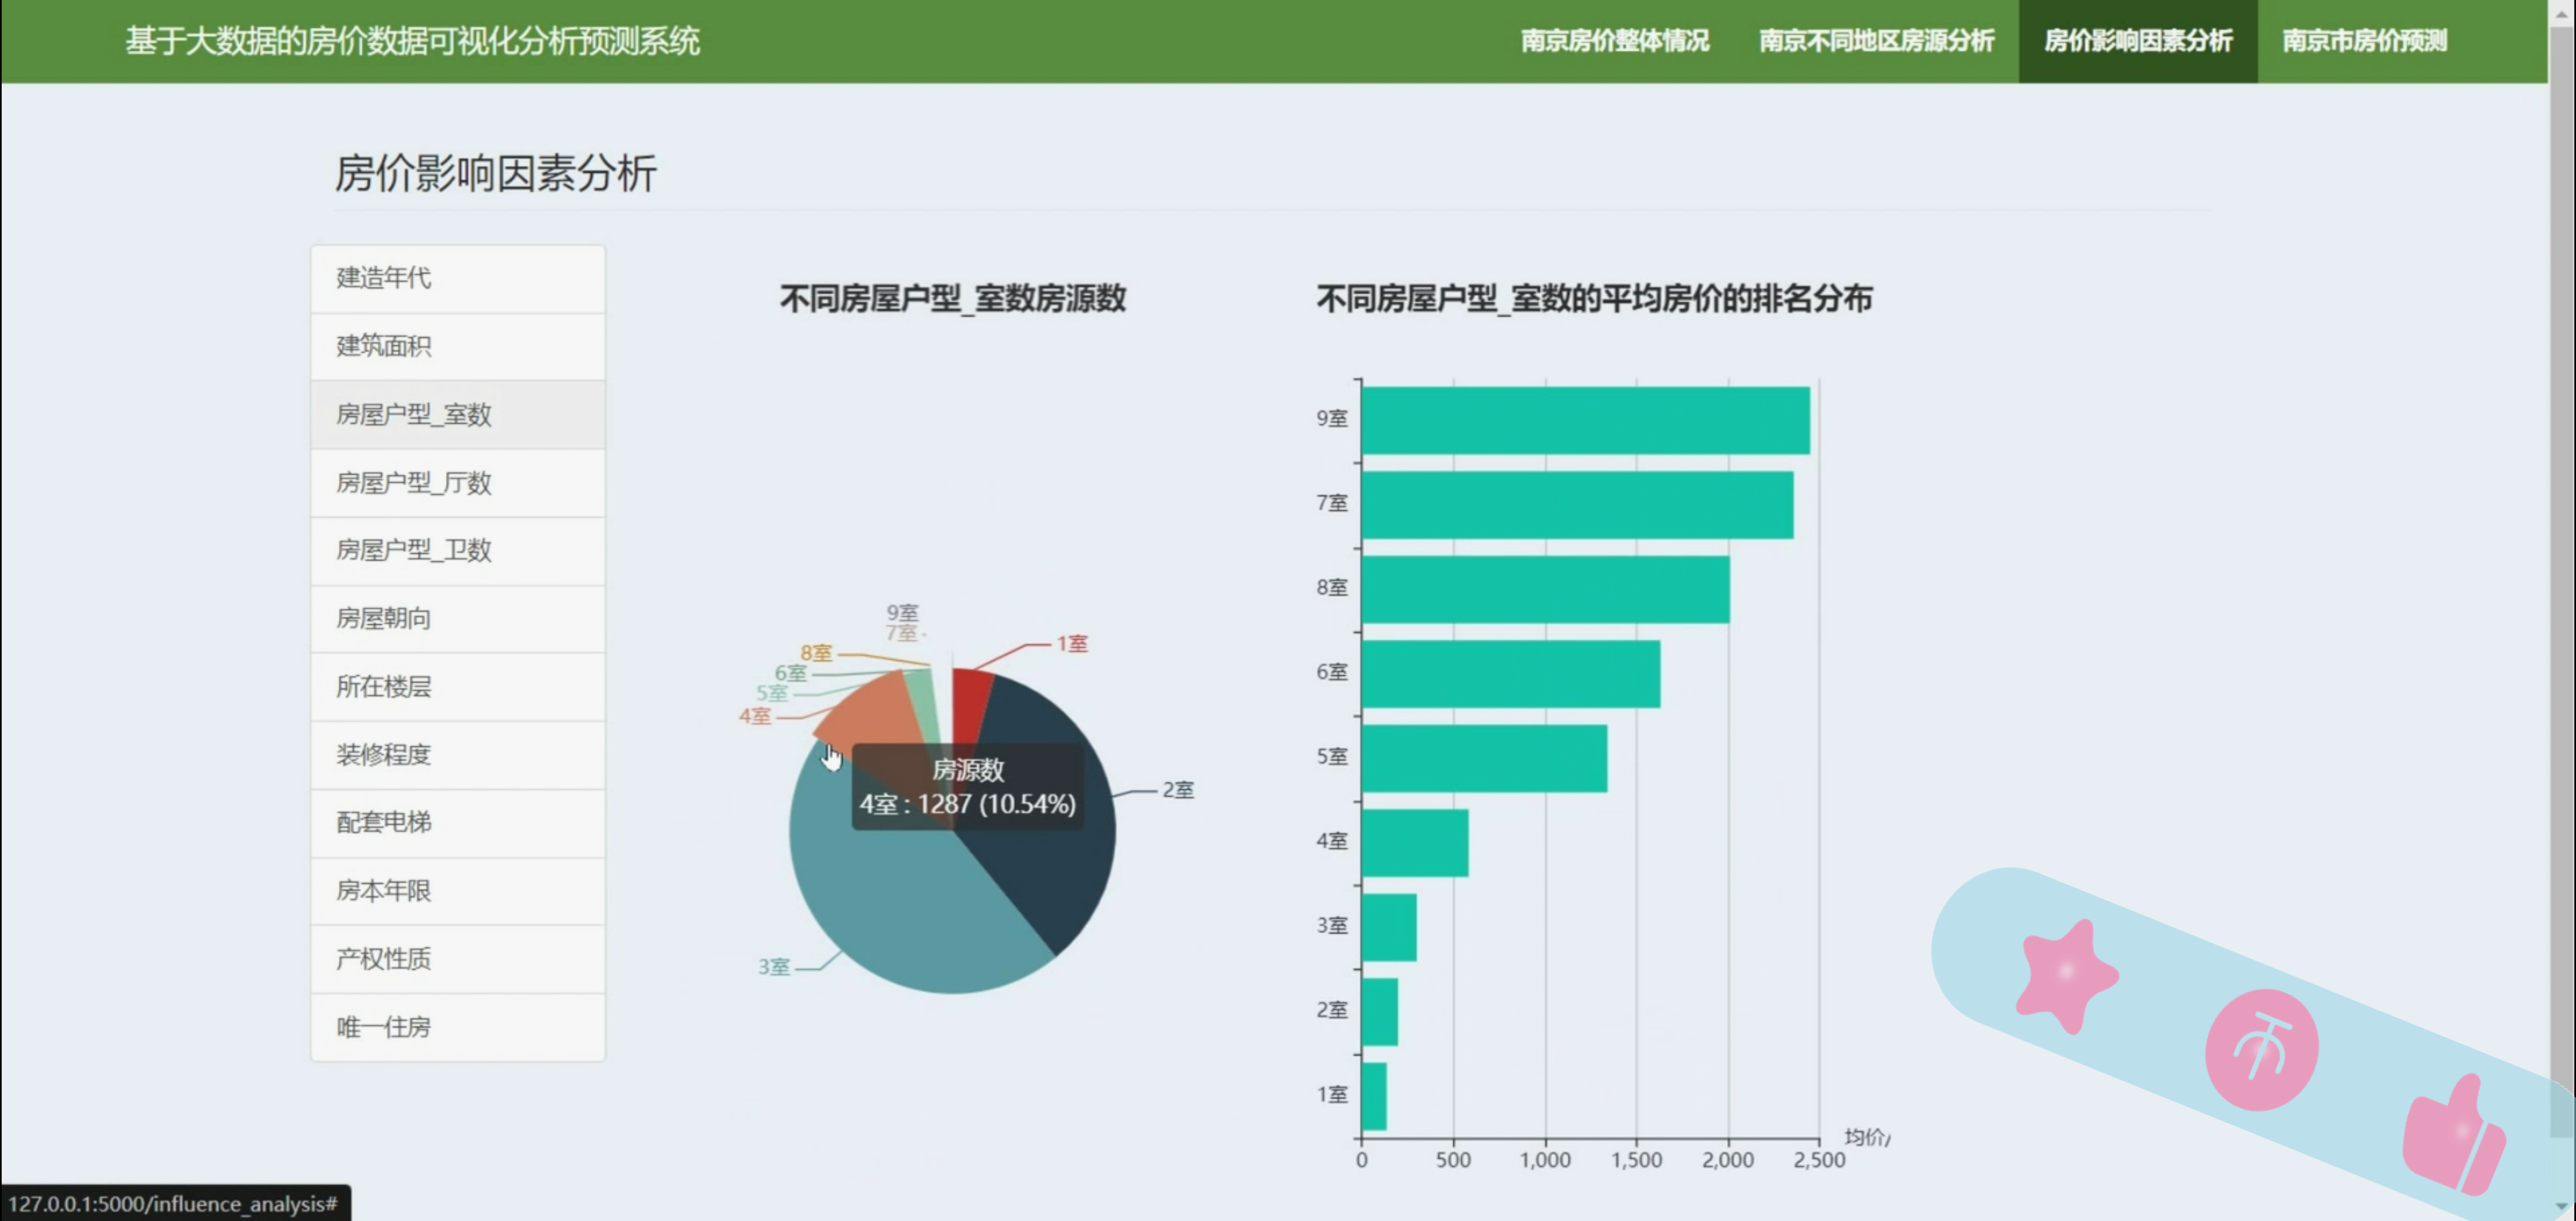 基于大数据的房价数据可视化分析预测系统
南京房价整体情况
南京不同地区房源分析
房价影响因素分析
南京市房价预测
房价影响因素分析
建造年代
建筑面积
房屋户型_室数
房屋户型_厅数
房屋户型_卫数
房屋朝向
所在楼层
装修程度
配套电梯
房本年限
产权性质
唯一住房
不同房屋户型_室数房源数
9室
7室
8室
6室
5室
4室
1室
2室
3室
房源数
4室 : 1287 (10.54%)
不同房屋户型_室数的平均房价的排名分布
9室
7室
8室
6室
5室
4室
3室
2室
1室
0 500 1,000 1,500 2,000 2,500
均价/
127.0.0.1:5000/influence_analysis#